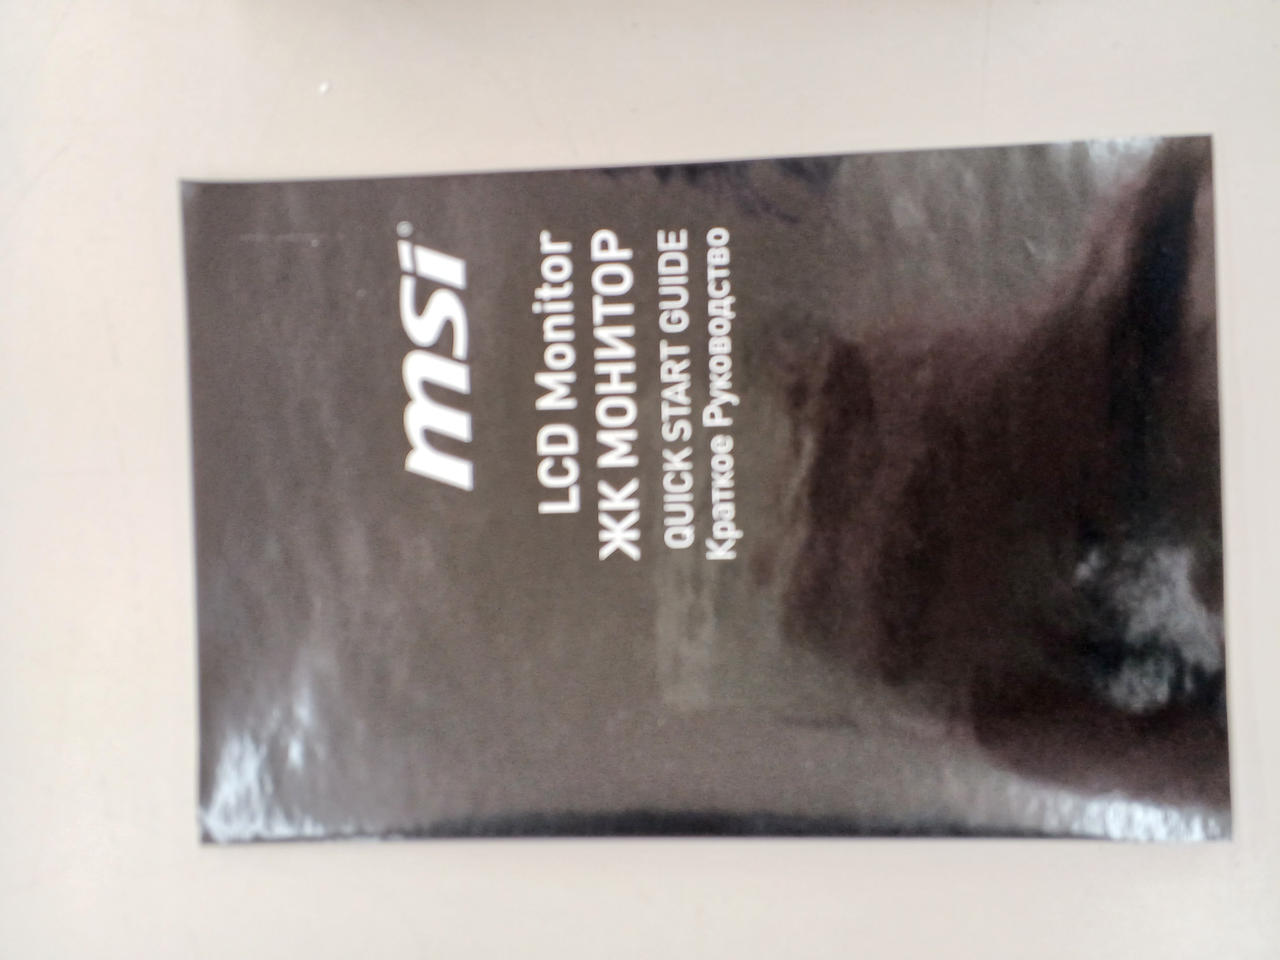 msi®
LCD Monitor
ЖК МОНИТОР
QUICK START GUIDE
Краткое Руководство